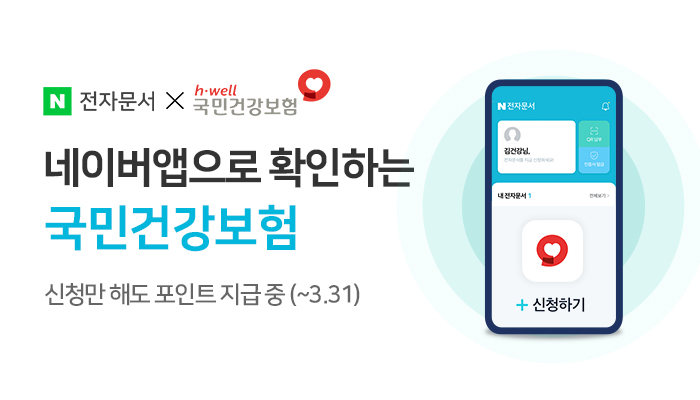 N 전자문서 × h·well 국민건강보험
네이버앱으로 확인하는
국민건강보험
신청만 해도 포인트 지급 중 (~3.31)
N 전자문서
김건강님,
QR 납부
내 전자문서 1 전체보기 >
+ 신청하기